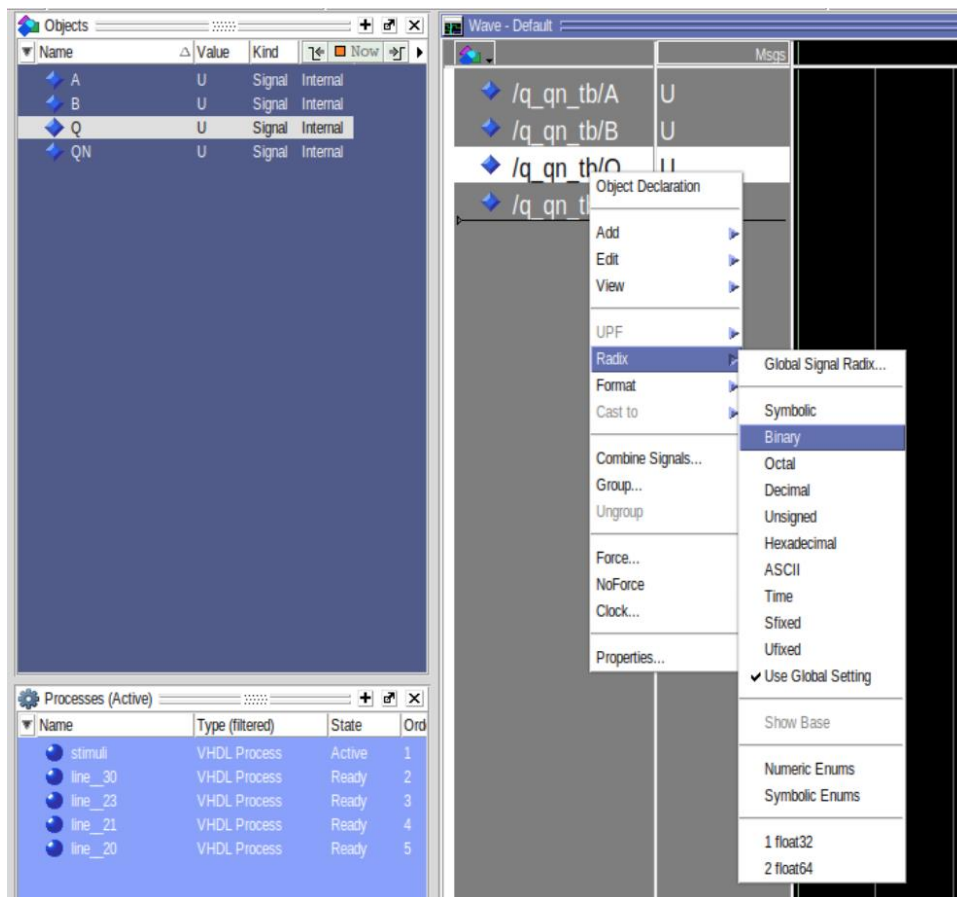 Objects
Name Value Kind Now
A U Signal Internal
B U Signal Internal
Q U Signal Internal
QN U Signal Internal
Processes (Active)
Name Type (filtered) State Ord
stimuli VHDL Process Active 1
line__30 VHDL Process Ready 2
line__23 VHDL Process Ready 3
line__21 VHDL Process Ready 4
line__20 VHDL Process Ready 5
Wave - Default
Msgs
/q_qn_tb/A U
/q_qn_tb/B U
/q_qn_tb/Q U
/q_qn_t
Object Declaration
Add
Edit
View
UPF
Radix
Format
Cast to
Combine Signals...
Group...
Ungroup
Force...
NoForce
Clock...
Properties...
Global Signal Radix...
Symbolic
Binary
Octal
Decimal
Unsigned
Hexadecimal
ASCII
Time
Sfixed
Ufixed
Use Global Setting
Show Base
Numeric Enums
Symbolic Enums
1 float32
2 float64